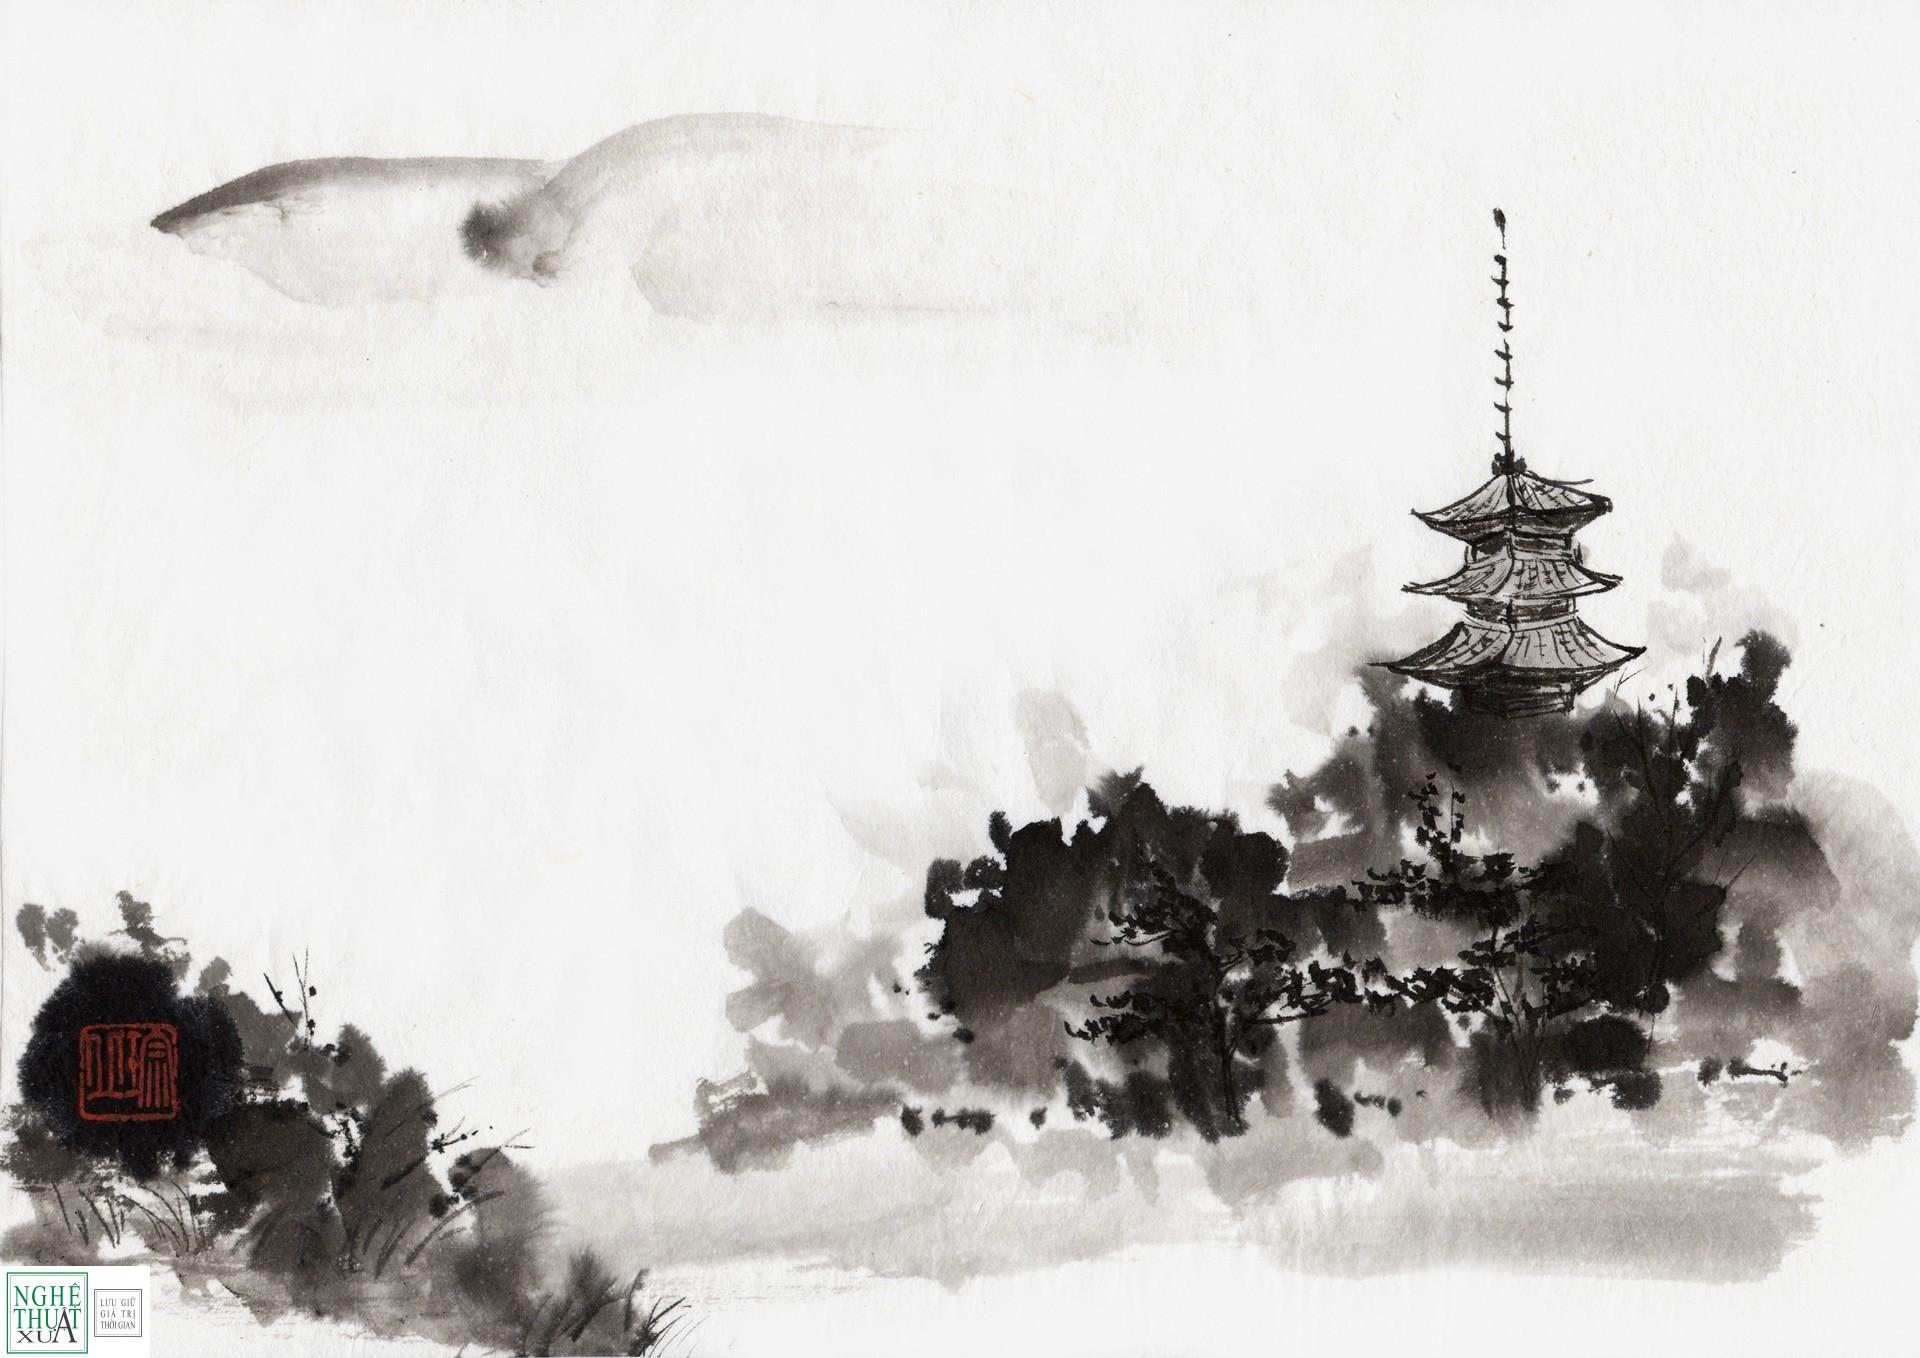 NGHỆ
THUẬT
XƯA
LƯU GIỮ
GIÁ TRỊ
THỜI GIAN